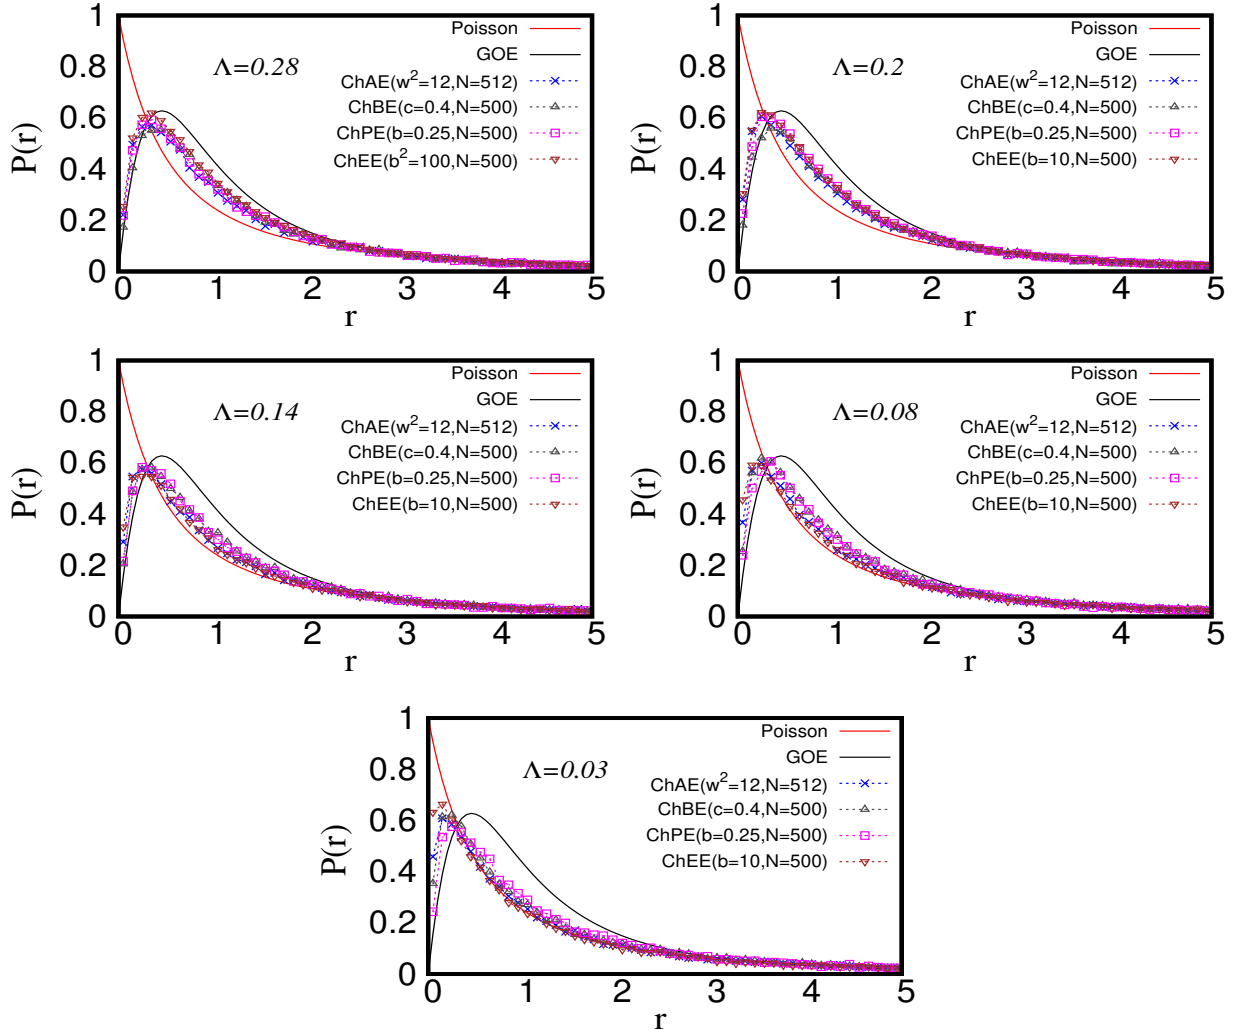 1
0.8
0.6
0.4
0.2
0
P(r)
0 1 2 3 4 5
r
Λ=0.28
Poisson
GOE
ChAE(w²=12,N=512)
ChBE(c=0.4,N=500)
ChPE(b=0.25,N=500)
ChEE(b²=100,N=500)
1
0.8
0.6
0.4
0.2
0
P(r)
0 1 2 3 4 5
r
Λ=0.2
Poisson
GOE
ChAE(w²=12,N=512)
ChBE(c=0.4,N=500)
ChPE(b=0.25,N=500)
ChEE(b=10,N=500)
1
0.8
0.6
0.4
0.2
0
P(r)
0 1 2 3 4 5
r
Λ=0.14
Poisson
GOE
ChAE(w²=12,N=512)
ChBE(c=0.4,N=500)
ChPE(b=0.25,N=500)
ChEE(b=10,N=500)
1
0.8
0.6
0.4
0.2
0
P(r)
0 1 2 3 4 5
r
Λ=0.08
Poisson
GOE
ChAE(w²=12,N=512)
ChBE(c=0.4,N=500)
ChPE(b=0.25,N=500)
ChEE(b=10,N=500)
1
0.8
0.6
0.4
0.2
0
P(r)
0 1 2 3 4 5
r
Λ=0.03
Poisson
GOE
ChAE(w²=12,N=512)
ChBE(c=0.4,N=500)
ChPE(b=0.25,N=500)
ChEE(b=10,N=500)